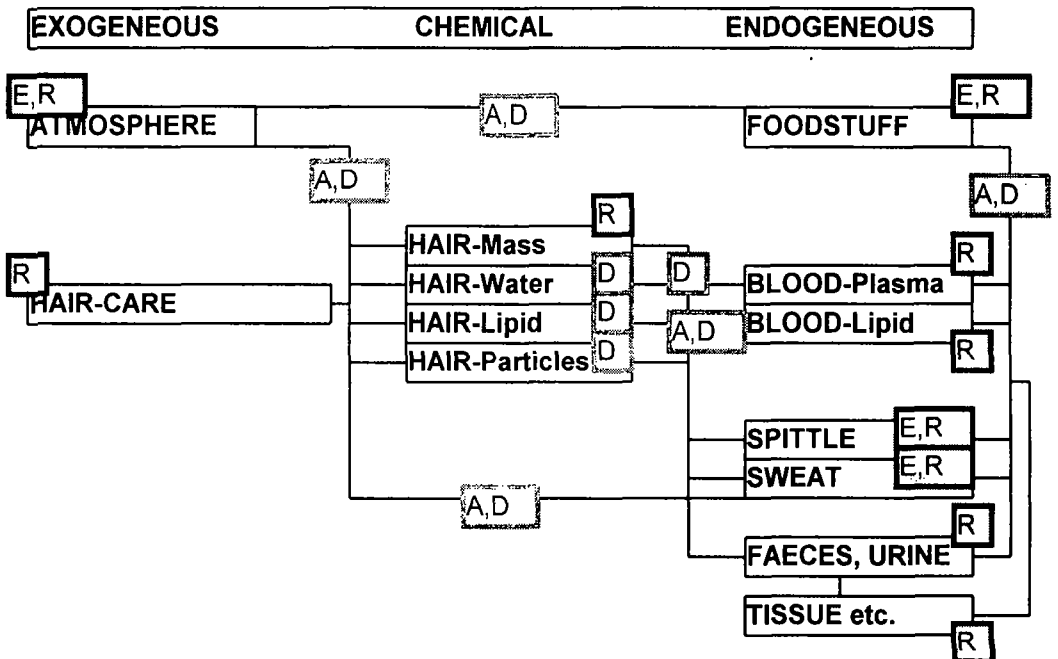 EXOGENEOUS CHEMICAL ENDOGENEOUS
E,R E,R
A,D
ATMOSPHERE FOODSTUFF
A,D A,D
R
HAIR-Mass
R D D R
HAIR-Water BLOOD-Plasma
HAIR-CARE
D
HAIR-Lipid A,D BLOOD-Lipid
D R
HAIR-Particles
SPITTLE E,R
SWEAT E,R
A,D
R
FAECES, URINE
TISSUE etc.
R